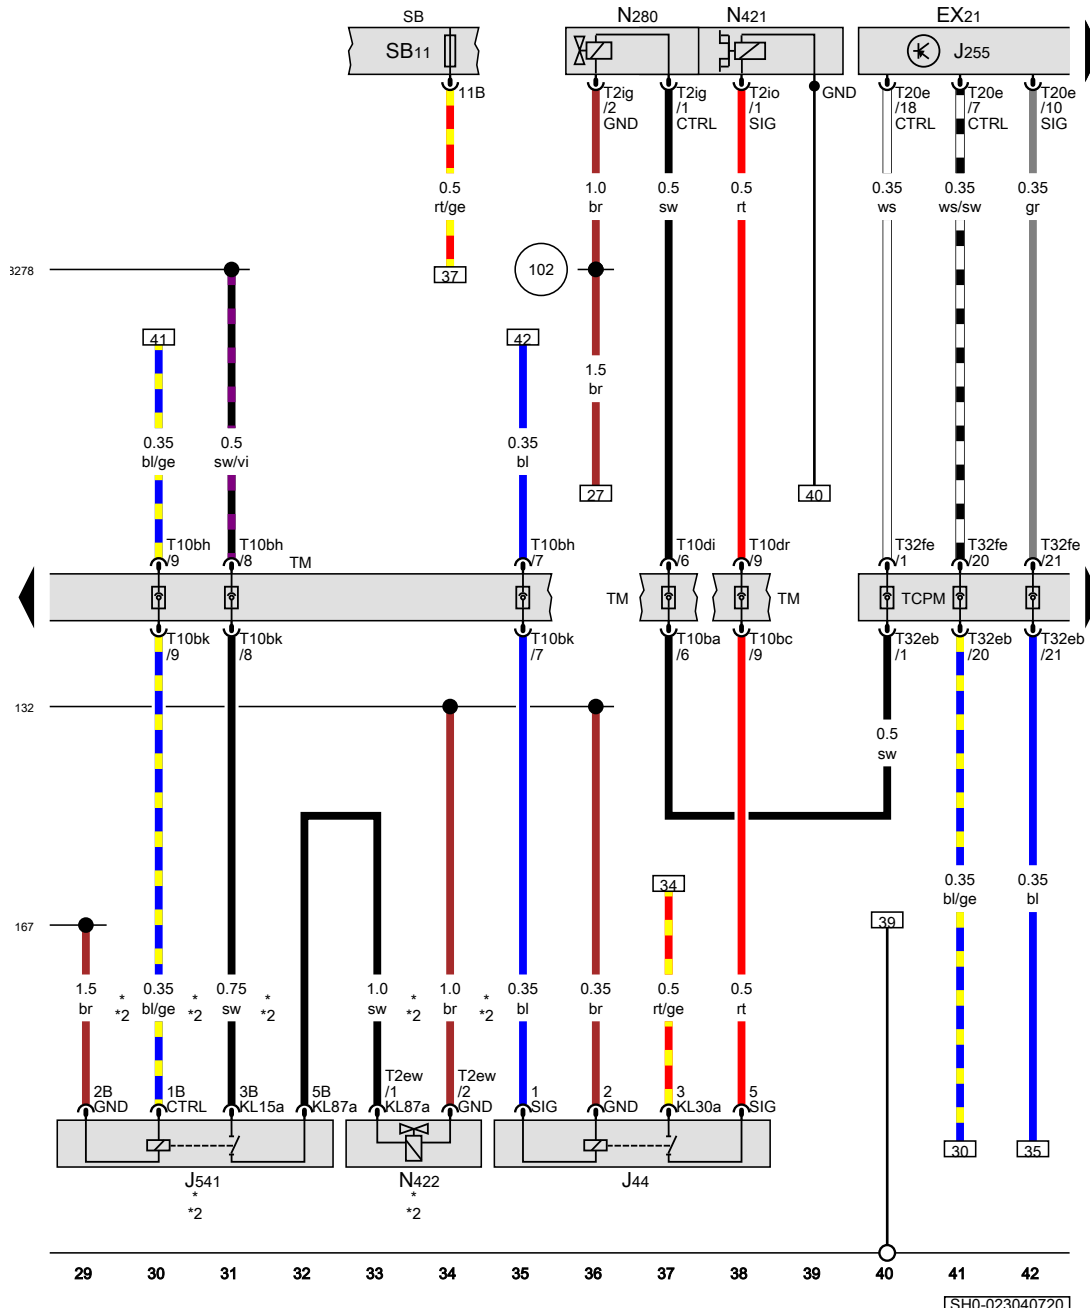 SB N280 N421 EX21
SB11 J255
11B T2ig T2ig T2io GND T20e T20e T20e
/2 /1 /1 /18 /7 /10
GND CTRL SIG CTRL CTRL SIG
0.5 1.0 0.5 0.5 0.35 0.35 0.35
rt/ge br sw rt ws ws/sw gr
3278 37 102
41 42
1.5
br
0.35 0.5 0.35
bl/ge sw/vi bl
27 40
T10bh T10bh T10bh T10di T10dr T32fe T32fe T32fe
/9 /8 TM /7 /6 /9 /1 /20 /21
TM TM TCPM
T10bk T10bk T10bk T10ba T10bc T32eb T32eb T32eb
/9 /8 /7 /6 /9 /1 /20 /21
132
0.5
sw
34 0.35 0.35
bl/ge bl
167 39
1.5 0.35 0.75 1.0 1.0 0.35 0.35 0.5 0.5
br bl/ge sw sw br bl br rt/ge rt
* * * * *
*2 *2 *2 *2 *2
2B 1B 3B 5B T2ew T2ew 1 2 3 5
/1 /2
GND CTRL KL15a KL87a KL87a GND SIG GND KL30a SIG
30 35
J541 N422 J44
* *
*2 *2
29 30 31 32 33 34 35 36 37 38 39 40 41 42
SH0-023040720